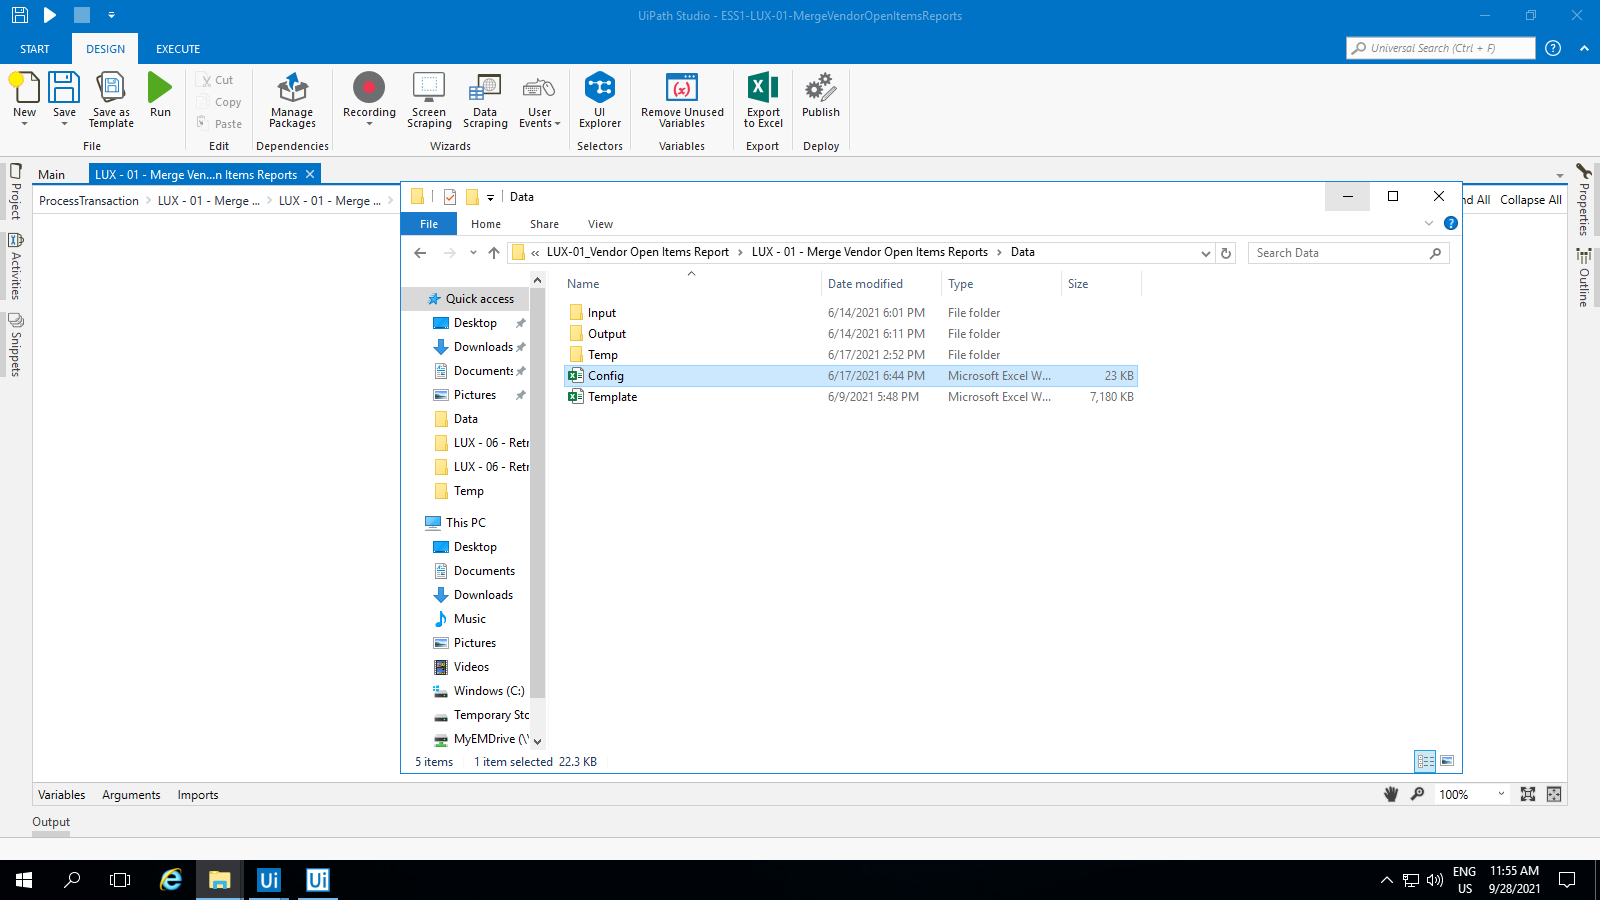 UiPath Studio - ESS1-LUX-01-MergeVendorOpenItemsReports
START
DESIGN
EXECUTE
Universal Search (Ctrl + F)
New
Save
Save as Template
Run
Cut
Copy
Paste
Manage Packages
Recording
Screen Scraping
Data Scraping
User Events
UI Explorer
Remove Unused Variables
Export to Excel
Publish
File
Edit
Dependencies
Wizards
Selectors
Variables
Export
Deploy
Main
LUX - 01 - Merge Ven...n Items Reports
ProcessTransaction
LUX - 01 - Merge ...
LUX - 01 - Merge ...
nd All
Collapse All
Project
Activities
Snippets
Properties
Outline
Data
File
Home
Share
View
« LUX-01_Vendor Open Items Report > LUX - 01 - Merge Vendor Open Items Reports > Data
Search Data
Name
Date modified
Type
Size
Input 6/14/2021 6:01 PM File folder
Output 6/14/2021 6:11 PM File folder
Temp 6/17/2021 2:52 PM File folder
Config 6/17/2021 6:44 PM Microsoft Excel W... 23 KB
Template 6/9/2021 5:48 PM Microsoft Excel W... 7,180 KB
Quick access
Desktop
Downloads
Document:
Pictures
Data
LUX - 06 - Retr
LUX - 06 - Retr
Temp
This PC
Desktop
Documents
Downloads
Music
Pictures
Videos
Windows (C:)
Temporary Sto
MyEMDrive (\\
5 items
1 item selected 22.3 KB
Variables
Arguments
Imports
100%
Output
Ui
Ui
ENG
US
11:55 AM
9/28/2021